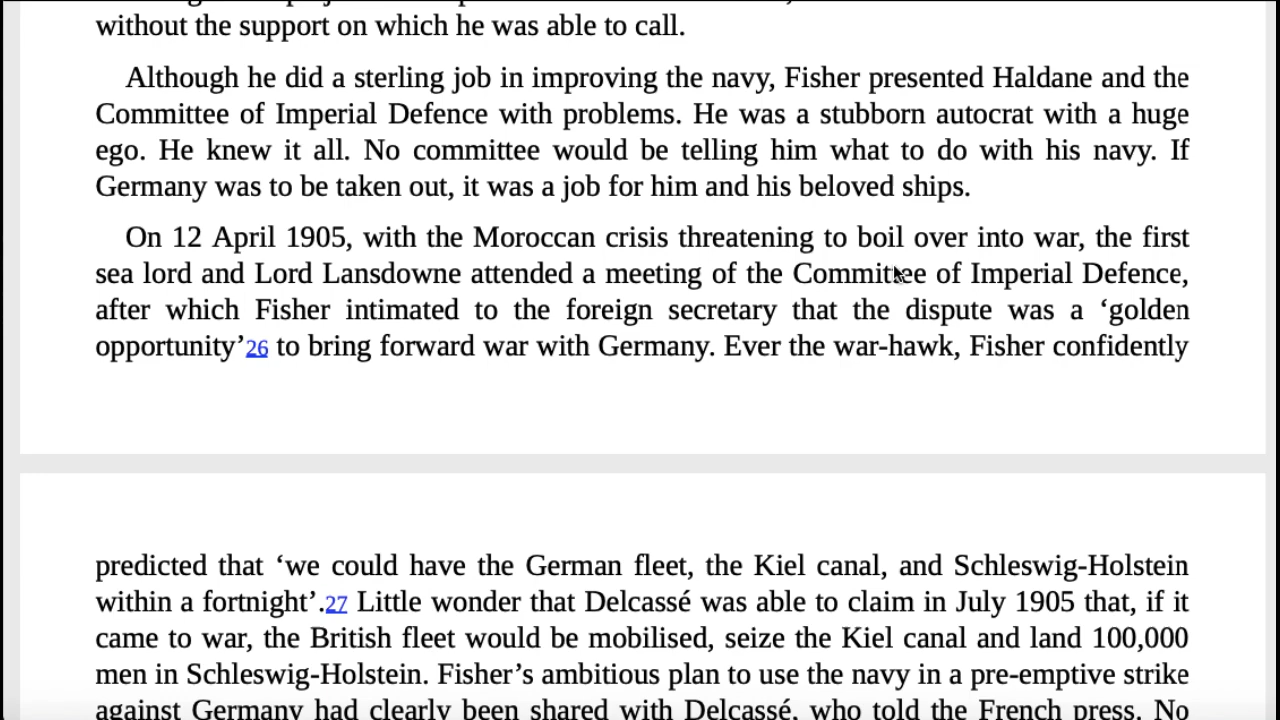 without the support on which he was able to call.
Although he did a sterling job in improving the navy, Fisher presented Haldane and the
Committee of Imperial Defence with problems. He was a stubborn autocrat with a huge
ego. He knew it all. No committee would be telling him what to do with his navy. If
Germany was to be taken out, it was a job for him and his beloved ships.
On 12 April 1905, with the Moroccan crisis threatening to boil over into war, the first
sea lord and Lord Lansdowne attended a meeting of the Committee of Imperial Defence,
after which Fisher intimated to the foreign secretary that the dispute was a ‘golden
opportunity’26 to bring forward war with Germany. Ever the war-hawk, Fisher confidently
predicted that ‘we could have the German fleet, the Kiel canal, and Schleswig-Holstein
within a fortnight’.27 Little wonder that Delcassé was able to claim in July 1905 that, if it
came to war, the British fleet would be mobilised, seize the Kiel canal and land 100,000
men in Schleswig-Holstein. Fisher’s ambitious plan to use the navy in a pre-emptive strike
against Germany had clearly been shared with Delcassé, who told the French press. No